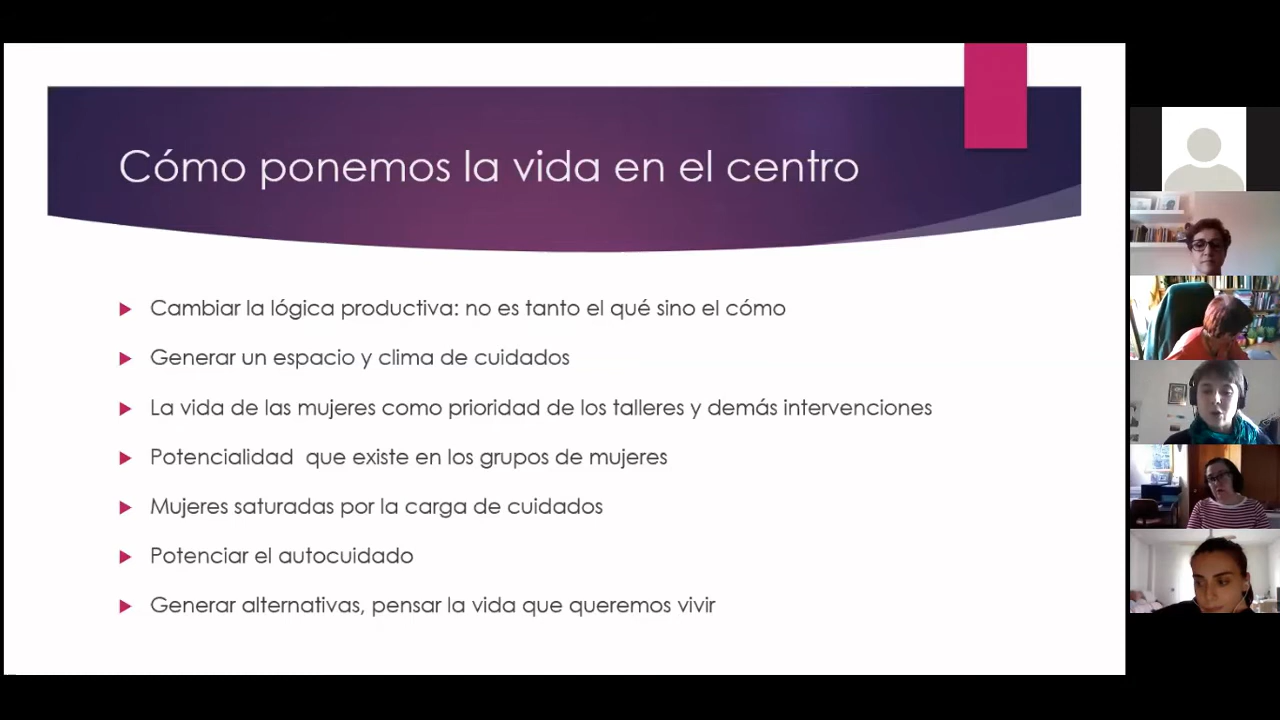 Cómo ponemos la vida en el centro
Cambiar la lógica productiva: no es tanto el qué sino el cómo
Generar un espacio y clima de cuidados
La vida de las mujeres como prioridad de los talleres y demás intervenciones
Potencialidad  que existe en los grupos de mujeres
Mujeres saturadas por la carga de cuidados
Potenciar el autocuidado
Generar alternativas, pensar la vida que queremos vivir